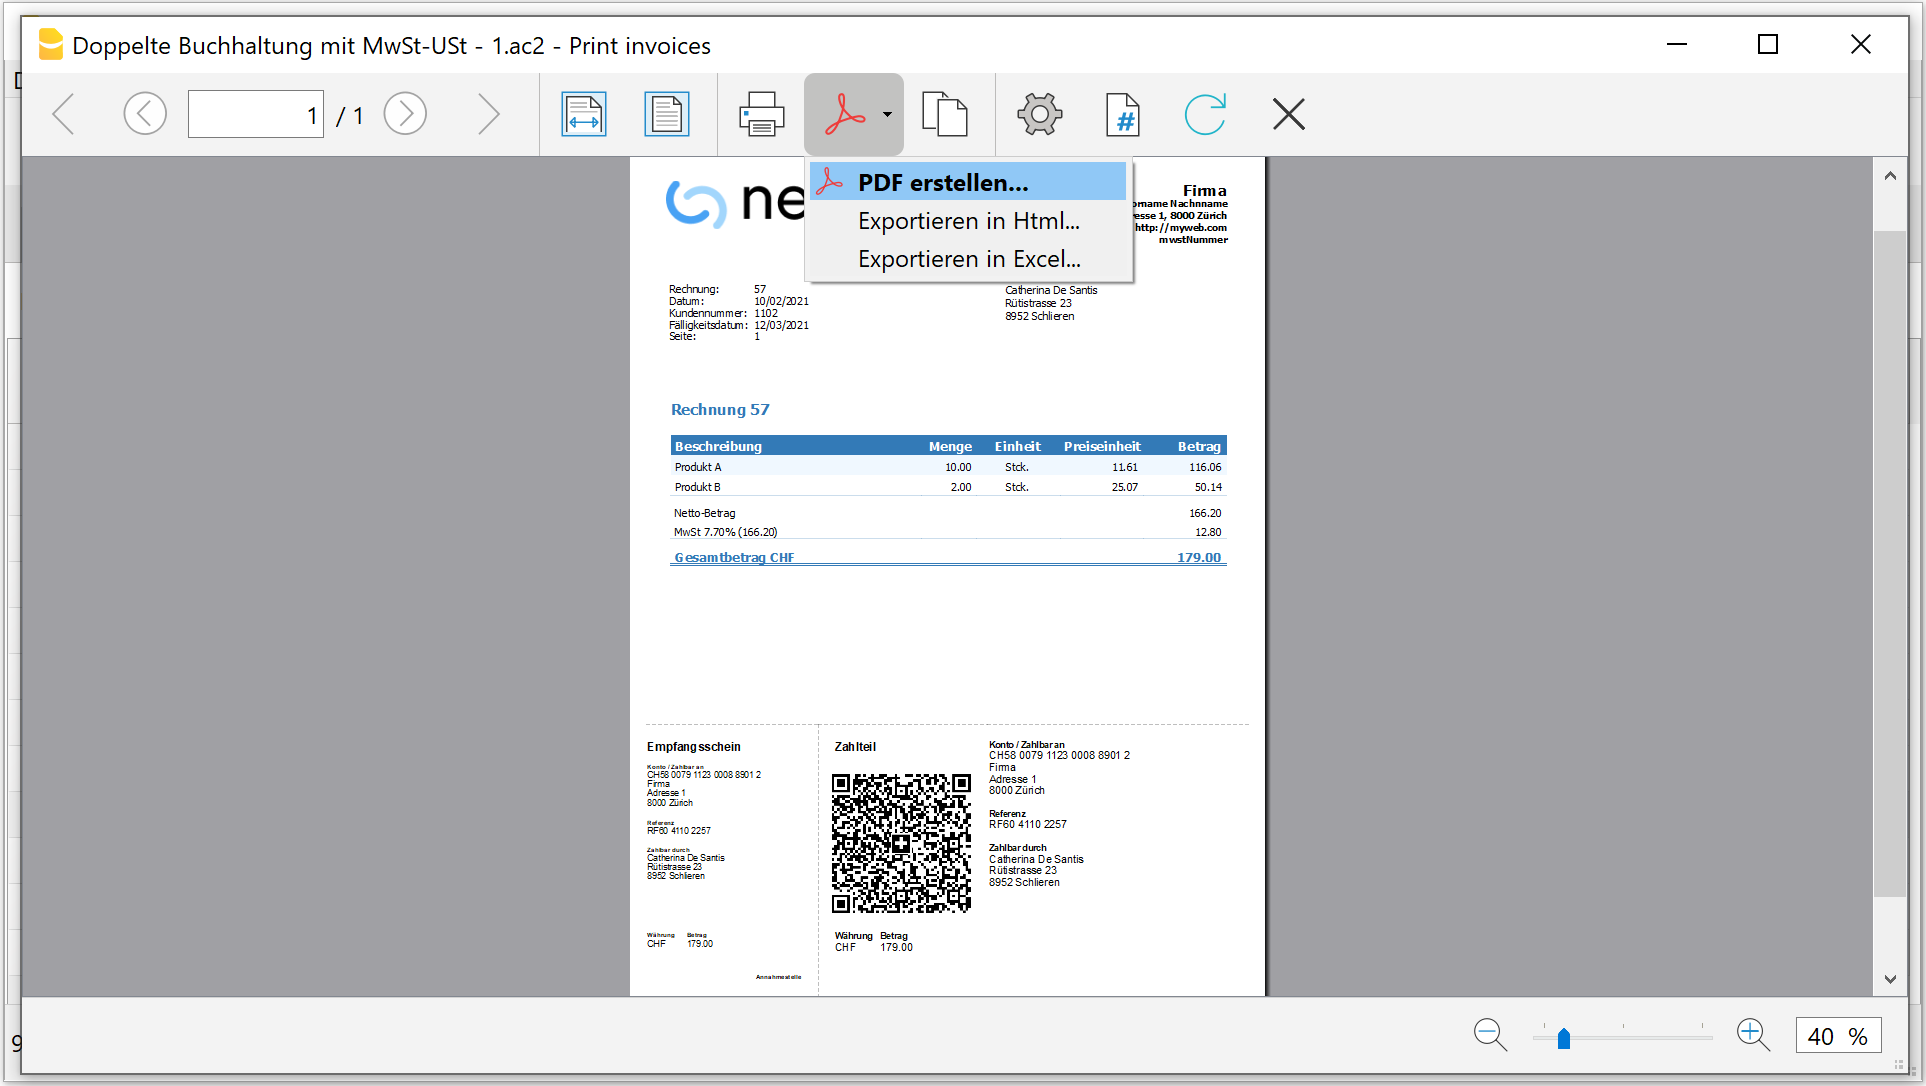 Doppelte Buchhaltung mit MwSt-USt - 1.ac2 - Print invoices
1 / 1
#
PDF erstellen...
Exportieren in Html...
Exportieren in Excel...
ne
Firma
orname Nachnname
esse 1, 8000 Zürich
http://myweb.com
mwstNummer
Rechnung: 57
Datum: 10/02/2021
Kundennummer: 1102
Fälligkeitsdatum: 12/03/2021
Seite: 1
Catherina De Santis
Rütistrasse 23
8952 Schlieren
Rechnung 57
Beschreibung Menge Einheit Preiseinheit Betrag
Produkt A 10.00 Stck. 11.61 116.06
Produkt B 2.00 Stck. 25.07 50.14
Netto-Betrag 166.20
MwSt 7.70% (166.20) 12.80
Gesamtbetrag CHF 179.00
Empfangsschein
Konto / Zahlbar an
CH58 0079 1123 0008 8901 2
Firma
Adresse 1
8000 Zürich
Referenz
RF60 4110 2257
Zahlbar durch
Catherina De Santis
Rütistrasse 23
8952 Schlieren
Währung Betrag
CHF 179.00
Annahmestelle
Zahlteil
Währung Betrag
CHF 179.00
Konto / Zahlbar an
CH58 0079 1123 0008 8901 2
Firma
Adresse 1
8000 Zürich
Referenz
RF60 4110 2257
Zahlbar durch
Catherina De Santis
Rütistrasse 23
8952 Schlieren
9
40 %